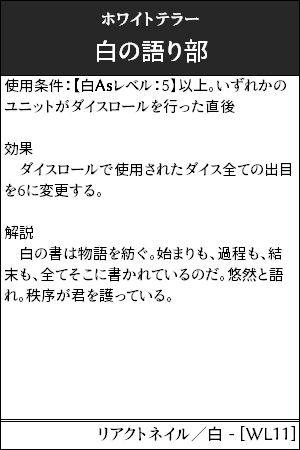 ホワイトテラー
白の語り部
使用条件：【白Asレベル：5】以上。いずれかの
ユニットがダイスロールを行った直後
効果
　ダイスロールで使用されたダイス全ての出目
を6に変更する。
解説
　白の書は物語を紡ぐ。始まりも、過程も、結
末も、全てそこに書かれているのだ。悠然と語
れ。秩序が君を護っている。
リアクトネイル／白 - [WL11]